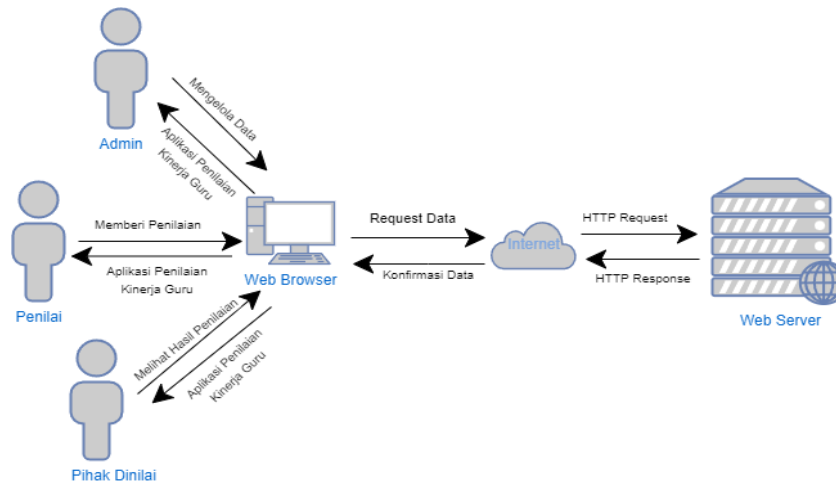 Mengelola Data
Aplikasi Penilaian
Kinerja Guru
Admin
Memberi Penilaian
Aplikasi Penilaian
Kinerja Guru
Penilai
Web Browser
Request Data
Konfirmasi Data
Internet
HTTP Request
HTTP Response
Web Server
Melihat Hasil Penilaian
Aplikasi Penilaian
Kinerja Guru
Pihak Dinilai